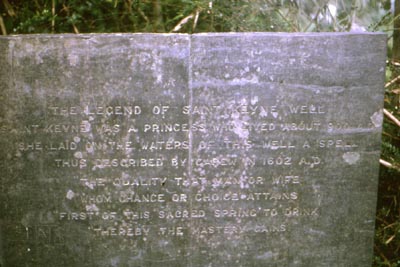 THE LEGEND OF SAINT KEYNE WELL
SAINT KEYNE WAS A PRINCESS WHO LIVED ABOUT
SHE LAID ON THE WATERS OF THIS WELL A SPELL
THUS DESCRIBED BY CAREW IN 1602 A.D.
THE QUALITY THAT MAN OR WIFE
WHOM CHANCE OR CHOICE ATTAINS
FIRST OF THIS SACRED SPRING TO DRINK
THEREBY THE MASTERY GAINS